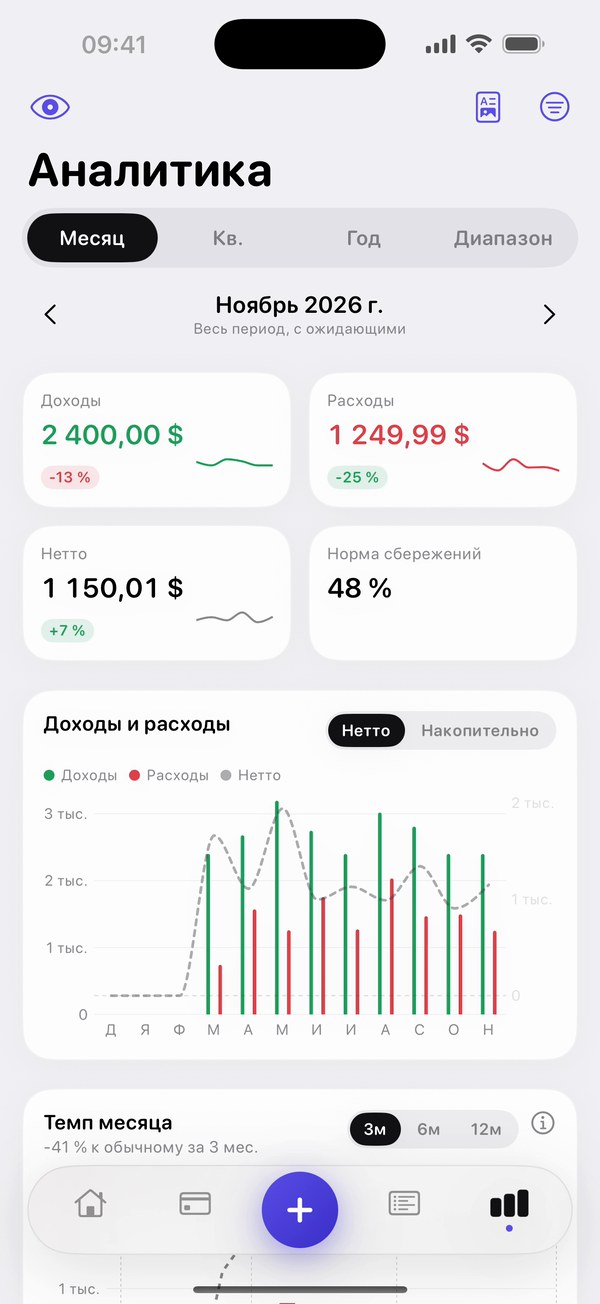 09:41
Аналитика
Месяц Кв. Год Диапазон
Ноябрь 2026 г.
Весь период, с ожидающими
Доходы
2 400,00 $
-13 %
Расходы
1 249,99 $
-25 %
Нетто
1 150,01 $
+7 %
Норма сбережений
48 %
Доходы и расходы
Нетто Накопительно
Доходы Расходы Нетто
3 тыс.
2 тыс.
1 тыс.
0
2 тыс.
1 тыс.
0
Д Я Ф М А М И И А С О Н
Темп месяца
-41 % к обычному за 3 мес.
3м 6м 12м
1 тыс.